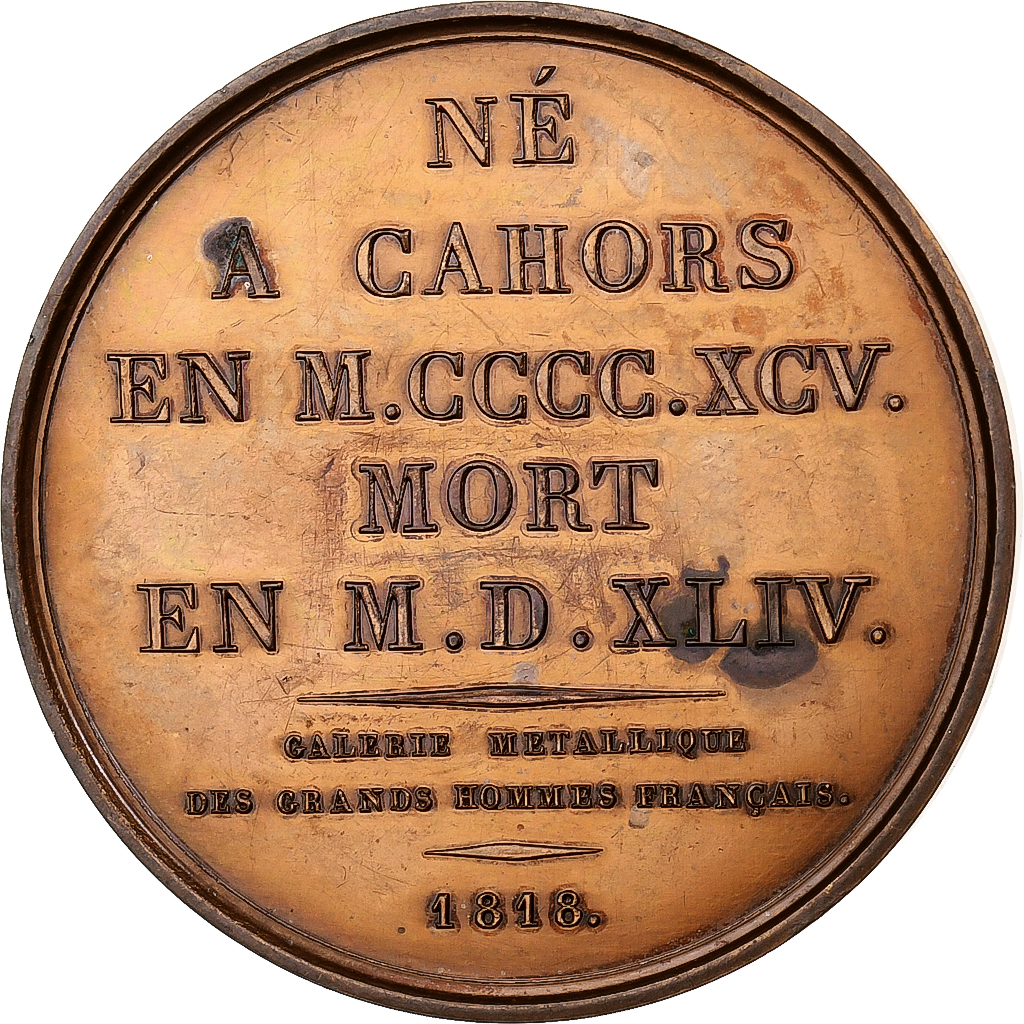 NÉ
A CAHORS
EN M.CCCC.XCV.
MORT
EN M.D.XLIV.
GALERIE METALLIQUE
DES GRANDS HOMMES FRANÇAIS.
1818.